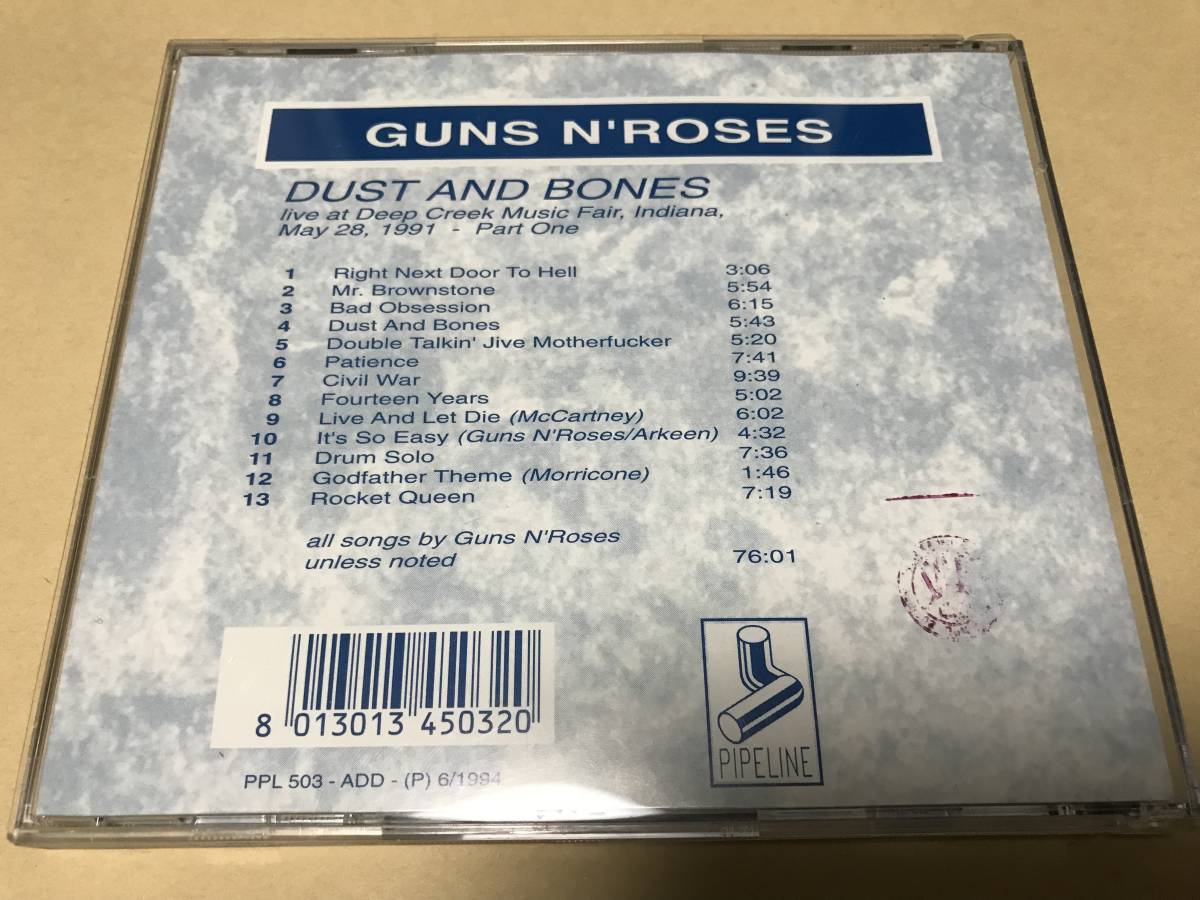 GUNS N'ROSES
DUST AND BONES
live at Deep Creek Music Fair, Indiana,
May 28, 1991 - Part One
1 Right Next Door To Hell 3:06
2 Mr. Brownstone 5:54
3 Bad Obsession 6:15
4 Dust And Bones 5:43
5 Double Talkin' Jive Motherfucker 5:20
6 Patience 7:41
7 Civil War 9:39
8 Fourteen Years 5:02
9 Live And Let Die (McCartney) 6:02
10 It's So Easy (Guns N'Roses/Arkeen) 4:32
11 Drum Solo 7:36
12 Godfather Theme (Morricone) 1:46
13 Rocket Queen 7:19
all songs by Guns N'Roses
unless noted 76:01
8 013013 450320
PIPELINE
PPL 503 - ADD - (P) 6/1994